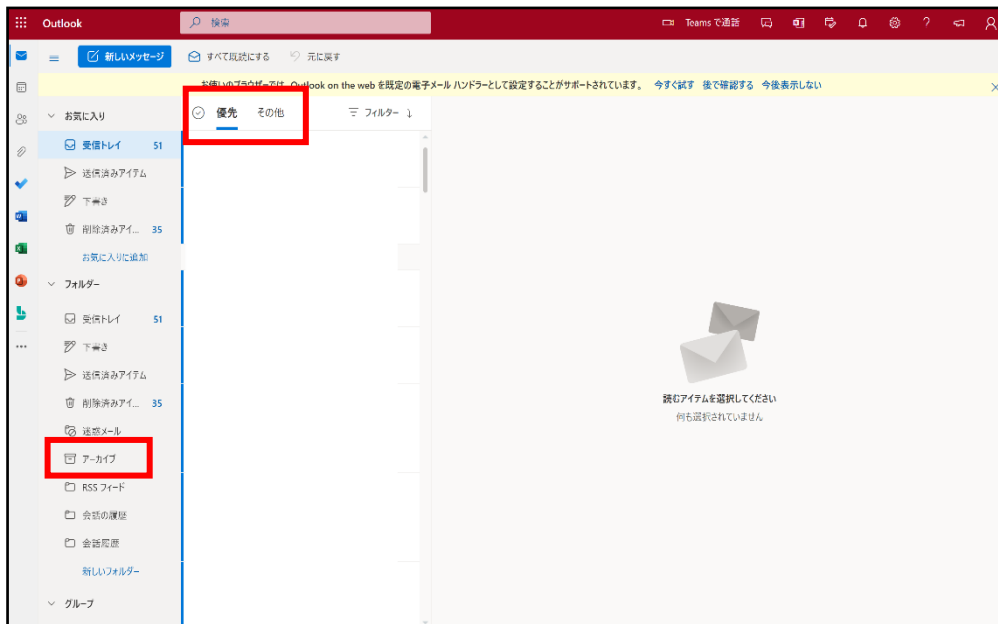 Outlook
検索
Teams で通話
新しいメッセージ
すべて既読にする
元に戻す
お使いのブラウザーでは、Outlook on the web を既定の電子メール ハンドラーとして設定することがサポートされています。 今すぐ試す 後で確認する 今後表示しない
お気に入り
優先 その他
フィルター
受信トレイ 51
送信済みアイテム
下書き
削除済みアイ... 35
お気に入りに追加
フォルダー
受信トレイ 51
下書き
送信済みアイテム
削除済みアイ... 35
迷惑メール
アーカイブ
RSS フィード
会話の履歴
会話履歴
新しいフォルダー
グループ
読むアイテムを選択してください
何も選択されていません